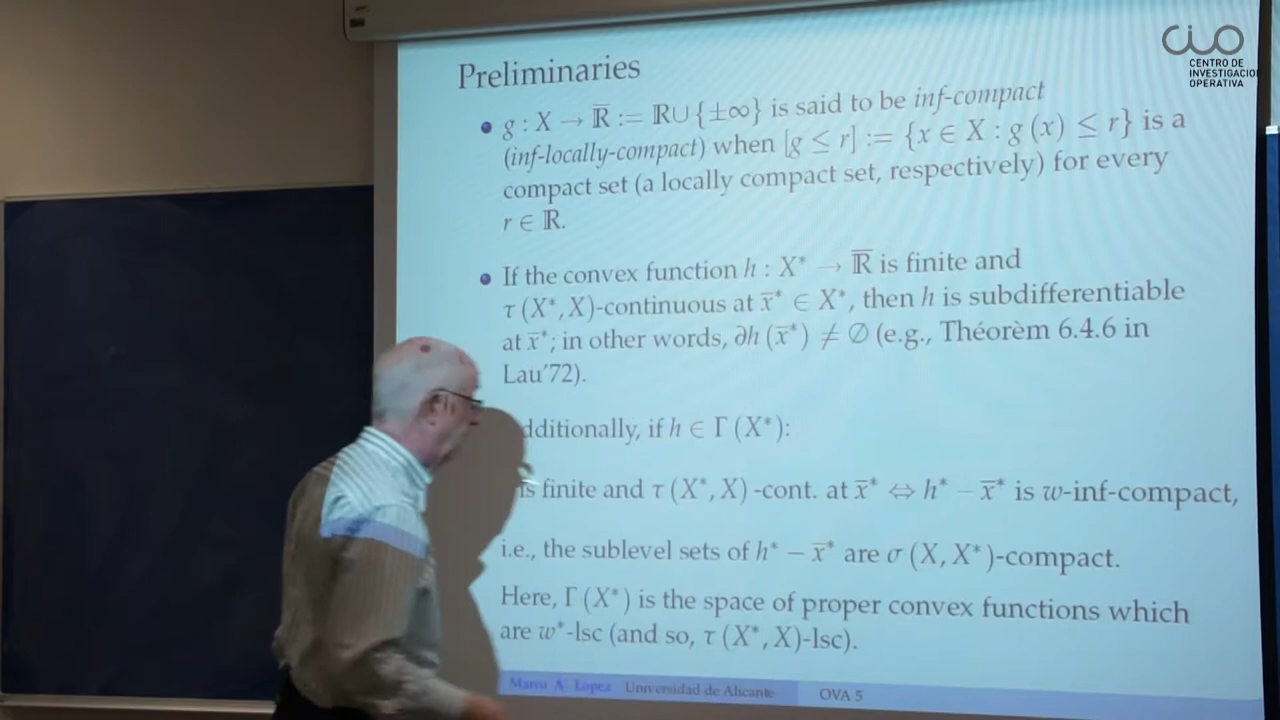 CIO
CENTRO DE
INVESTIGACION
OPERATIVA
Preliminaries
g : X → ℝ̅ := ℝ∪{±∞} is said to be inf-compact
(inf-locally-compact) when [g ≤ r] := {x ∈ X : g (x) ≤ r} is a
compact set (a locally compact set, respectively) for every
r ∈ ℝ.
If the convex function h : X* → ℝ̅ is finite and
τ (X*, X)-continuous at x̅* ∈ X*, then h is subdifferentiable
at x̅*; in other words, ∂h (x̅*) ≠ ∅ (e.g., Théorèm 6.4.6 in
Lau'72).
dditionally, if h ∈ Γ (X*):
is finite and τ (X*, X) -cont. at x̅* ⇔ h* − x̅* is w-inf-compact,
i.e., the sublevel sets of h* − x̅* are σ (X, X*)-compact.
Here, Γ (X*) is the space of proper convex functions which
are w*-lsc (and so, τ (X*, X)-lsc).
Marco A. López Universidad de Alicante OVA 5